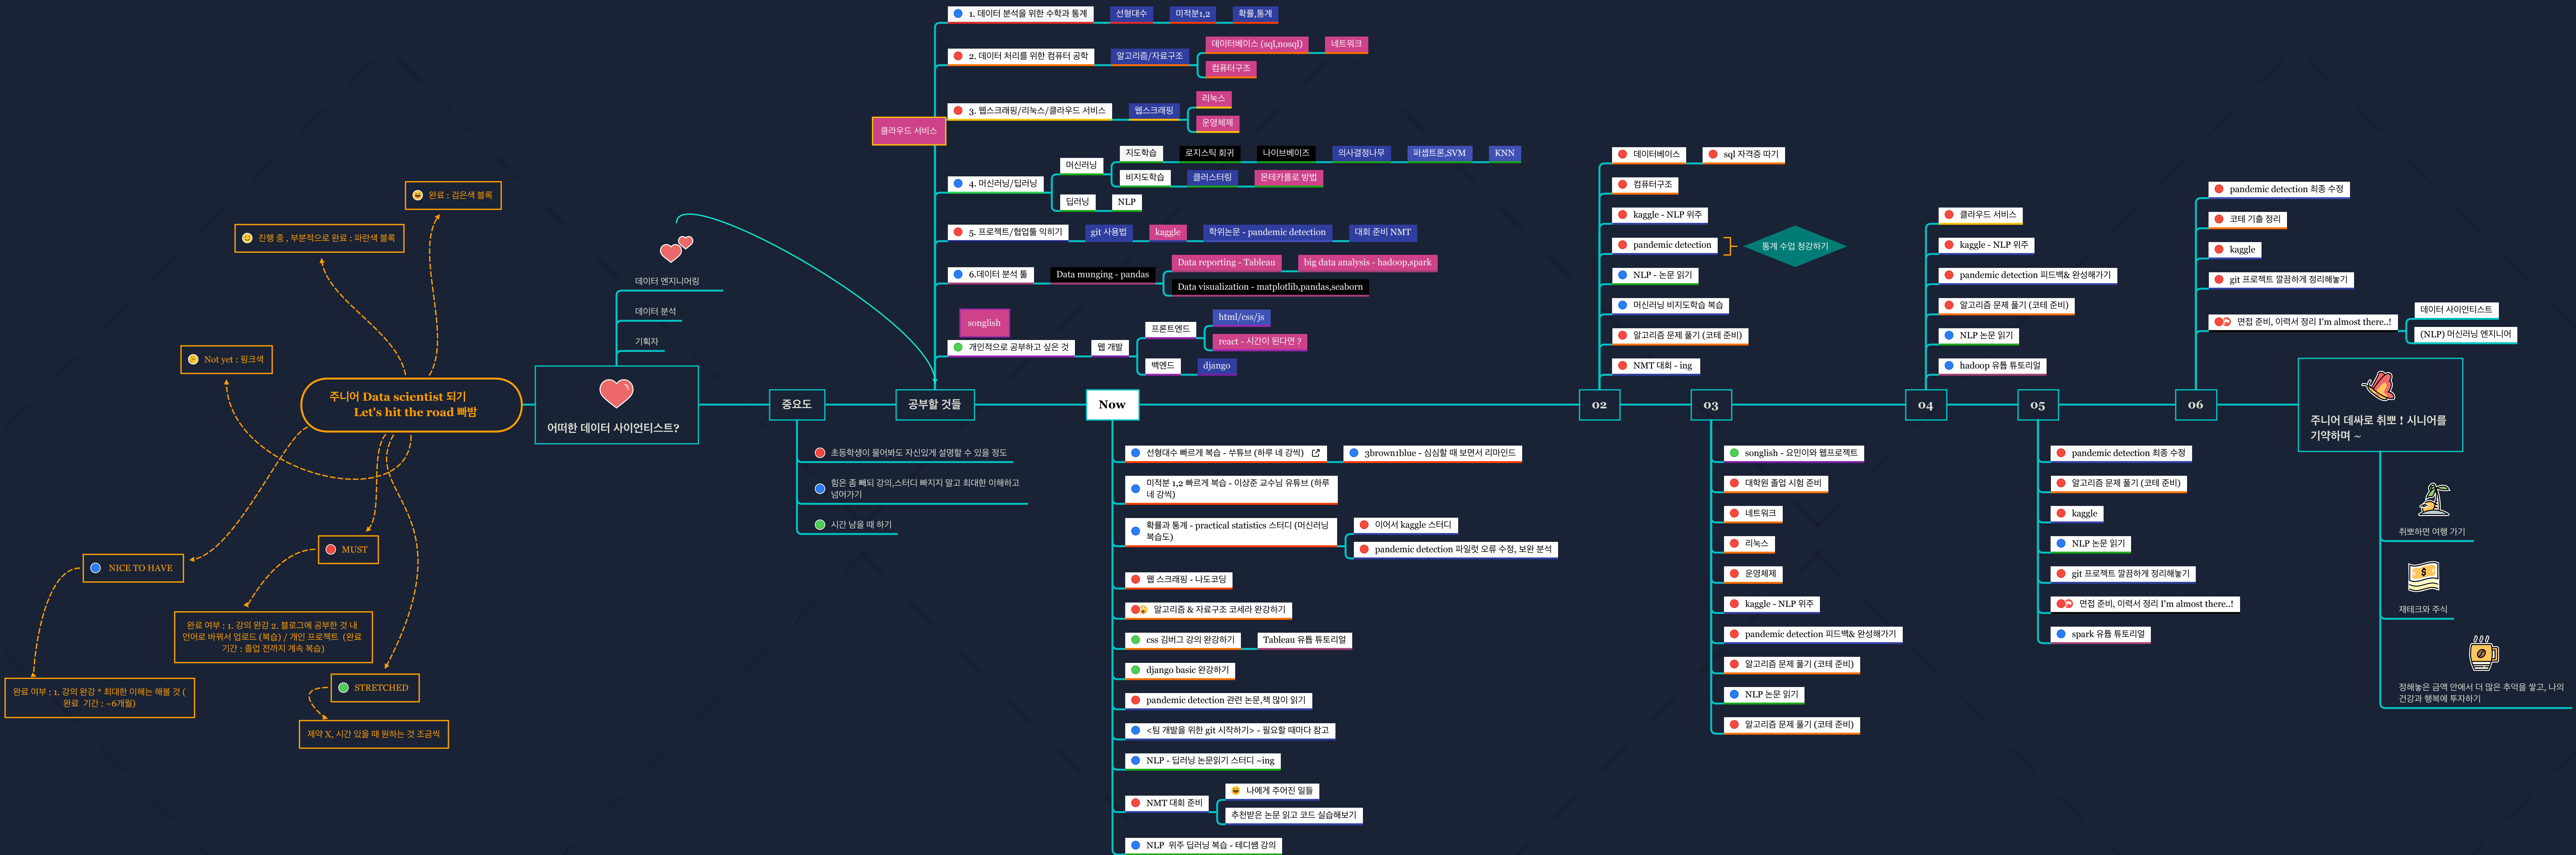 주니어 Data scientist 되기
Let's hit the road 빠밤
완료 : 검은색 블록
진행 중 , 부분적으로 완료 : 파란색 블록
Not yet : 핑크색
MUST
완료 여부 : 1. 강의 완강 2. 블로그에 공부한 것 내
언어로 바꿔서 업로드 (복습) / 개인 프로젝트 (완료
기간 : 졸업 전까지 계속 복습)
NICE TO HAVE
완료 여부 : 1. 강의 완강 * 최대한 이해는 해볼 것 (
완료 기간 : ~6개월)
STRETCHED
제약 X, 시간 있을 때 원하는 것 조금씩
어떠한 데이터 사이언티스트?
데이터 엔지니어링
데이터 분석
기획자
중요도
초등학생이 물어봐도 자신있게 설명할 수 있을 정도
힘은 좀 빼되 강의,스터디 빠지지 말고 최대한 이해하고
넘어가기
시간 남을 때 하기
공부할 것들
1. 데이터 분석을 위한 수학과 통계
선형대수
미적분1,2
확률,통계
2. 데이터 처리를 위한 컴퓨터 공학
알고리즘/자료구조
데이터베이스 (sql,nosql)
네트워크
컴퓨터구조
3. 웹스크래핑/리눅스/클라우드 서비스
웹스크래핑
리눅스
운영체제
클라우드 서비스
4. 머신러닝/딥러닝
머신러닝
지도학습
로지스틱 회귀
나이브베이즈
의사결정나무
퍼셉트론,SVM
KNN
비지도학습
클러스터링
몬테카를로 방법
딥러닝
NLP
5. 프로젝트/협업툴 익히기
git 사용법
kaggle
학위논문 - pandemic detection
대회 준비 NMT
6.데이터 분석 툴
Data munging - pandas
Data reporting - Tableau
big data analysis - hadoop,spark
Data visualization - matplotlib,pandas,seaborn
songlish
개인적으로 공부하고 싶은 것
웹 개발
프론트엔드
html/css/js
react - 시간이 된다면 ?
백엔드
django
Now
선형대수 빠르게 복습 - 쑤튜브 (하루 네 강씩)
3brown1blue - 심심할 때 보면서 리마인드
미적분 1,2 빠르게 복습 - 이상준 교수님 유튜브 (하루
네 강씩)
확률과 통계 - practical statistics 스터디 (머신러닝
복습도)
이어서 kaggle 스터디
pandemic detection 파일럿 오류 수정, 보완 분석
웹 스크래핑 - 나도코딩
알고리즘 & 자료구조 코세라 완강하기
css 김버그 강의 완강하기
Tableau 유튭 튜토리얼
django basic 완강하기
pandemic detection 관련 논문,책 많이 읽기
<팀 개발을 위한 git 시작하기> - 필요할 때마다 참고
NLP - 딥러닝 논문읽기 스터디 ~ing
NMT 대회 준비
나에게 주어진 일들
추천받은 논문 읽고 코드 실습해보기
NLP 위주 딥러닝 복습 - 테디쌤 강의
02
데이터베이스
sql 자격증 따기
컴퓨터구조
kaggle - NLP 위주
pandemic detection
통계 수업 청강하기
NLP - 논문 읽기
머신러닝 비지도학습 복습
알고리즘 문제 풀기 (코테 준비)
NMT 대회 - ing
03
songlish - 요민이와 웹프로젝트
대학원 졸업 시험 준비
네트워크
리눅스
운영체제
kaggle - NLP 위주
pandemic detection 피드백& 완성해가기
알고리즘 문제 풀기 (코테 준비)
NLP 논문 읽기
알고리즘 문제 풀기 (코테 준비)
04
클라우드 서비스
kaggle - NLP 위주
pandemic detection 피드백& 완성해가기
알고리즘 문제 풀기 (코테 준비)
NLP 논문 읽기
hadoop 유튭 튜토리얼
05
pandemic detection 최종 수정
알고리즘 문제 풀기 (코테 준비)
kaggle
NLP 논문 읽기
git 프로젝트 깔끔하게 정리해놓기
면접 준비, 이력서 정리 I'm almost there..!
spark 유튭 튜토리얼
06
pandemic detection 최종 수정
코테 기출 정리
kaggle
git 프로젝트 깔끔하게 정리해놓기
면접 준비, 이력서 정리 I'm almost there..!
데이터 사이언티스트
(NLP) 머신러닝 엔지니어
주니어 데싸로 취뽀 ! 시니어를
기약하며 ~
취뽀하면 여행 가기
재테크와 주식
정해놓은 금액 안에서 더 많은 추억을 쌓고, 나의
건강과 행복에 투자하기